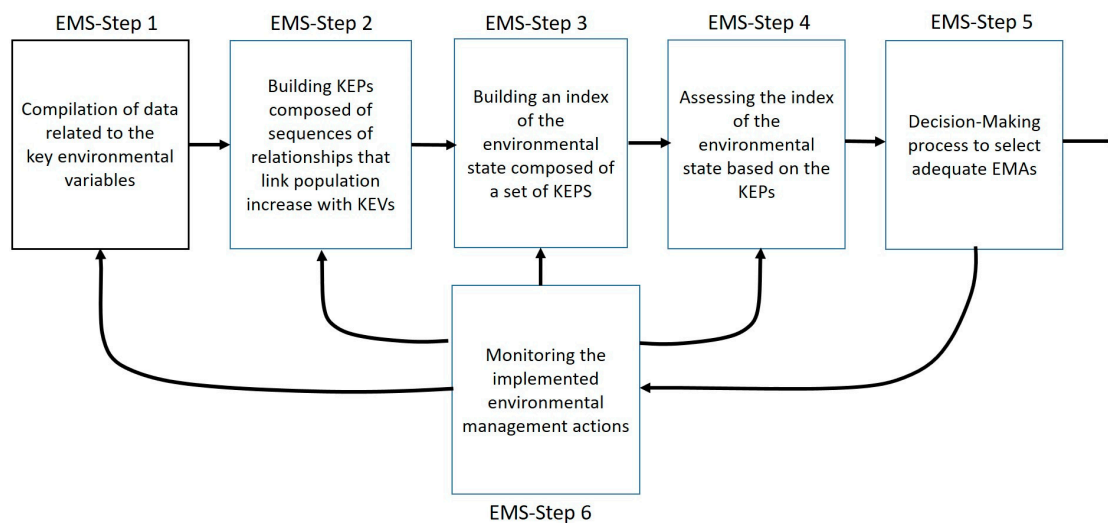 EMS-Step 1
Compilation of data
related to the
key environmental
variables
EMS-Step 2
Building KEPs
composed of
sequences of
relationships that
link population
increase with KEVs
EMS-Step 3
Building an index
of the
environmental
state composed of
a set of KEPS
EMS-Step 4
Assessing the index
of the
environmental
state based on the
KEPs
EMS-Step 5
Decision-Making
process to select
adequate EMAs
Monitoring the
implemented
environmental
management actions
EMS-Step 6